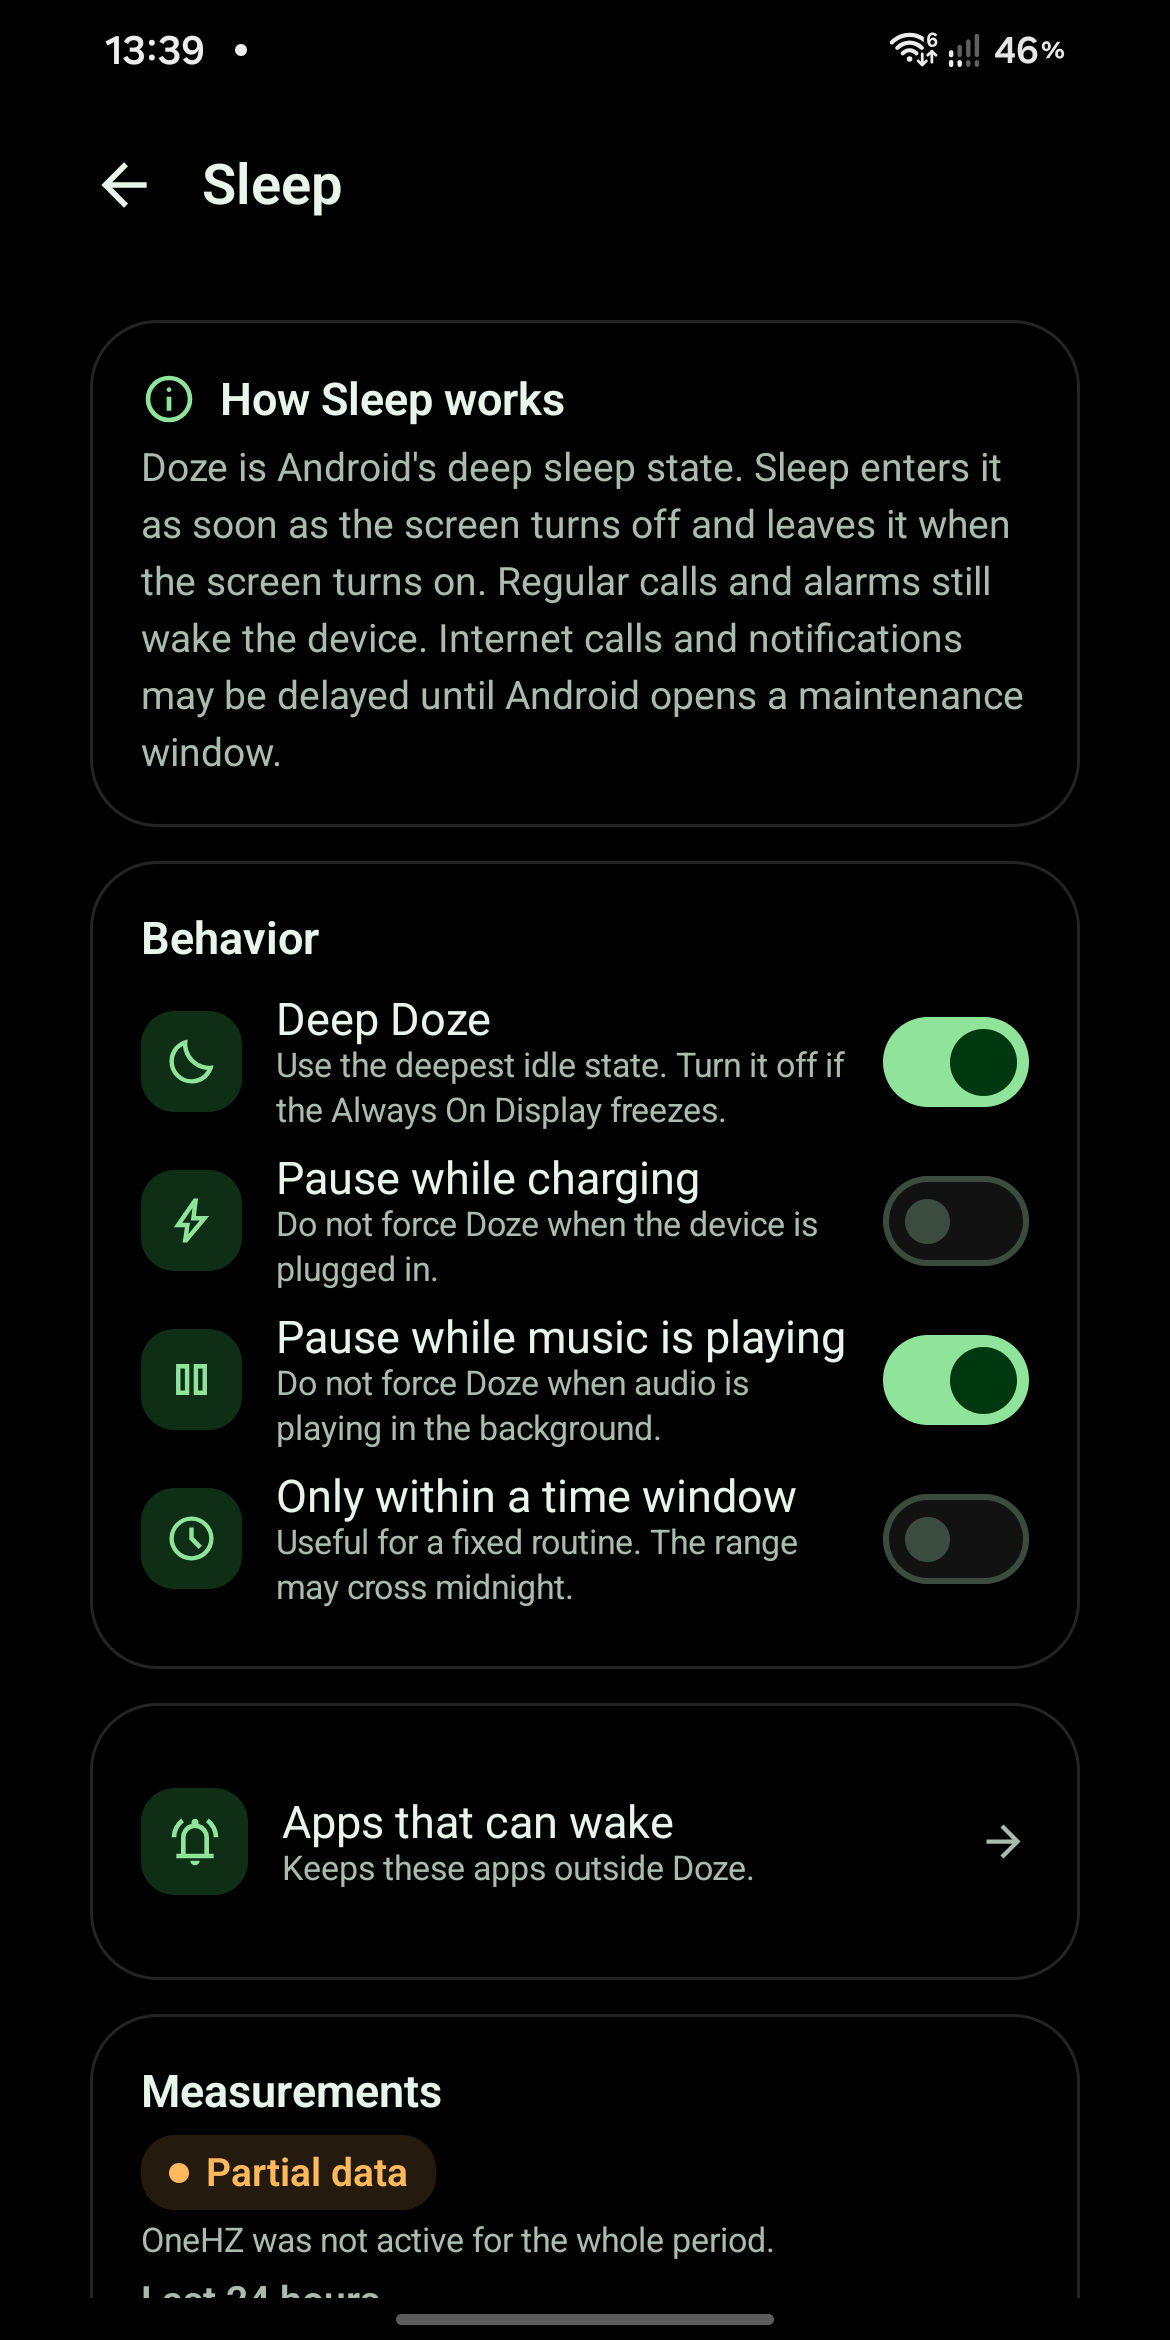 13:39
6
46%
Sleep
How Sleep works
Doze is Android's deep sleep state. Sleep enters it
as soon as the screen turns off and leaves it when
the screen turns on. Regular calls and alarms still
wake the device. Internet calls and notifications
may be delayed until Android opens a maintenance
window.
Behavior
Deep Doze
Use the deepest idle state. Turn it off if
the Always On Display freezes.
Pause while charging
Do not force Doze when the device is
plugged in.
Pause while music is playing
Do not force Doze when audio is
playing in the background.
Only within a time window
Useful for a fixed routine. The range
may cross midnight.
Apps that can wake
Keeps these apps outside Doze.
Measurements
Partial data
OneHZ was not active for the whole period.
Last 24 hours